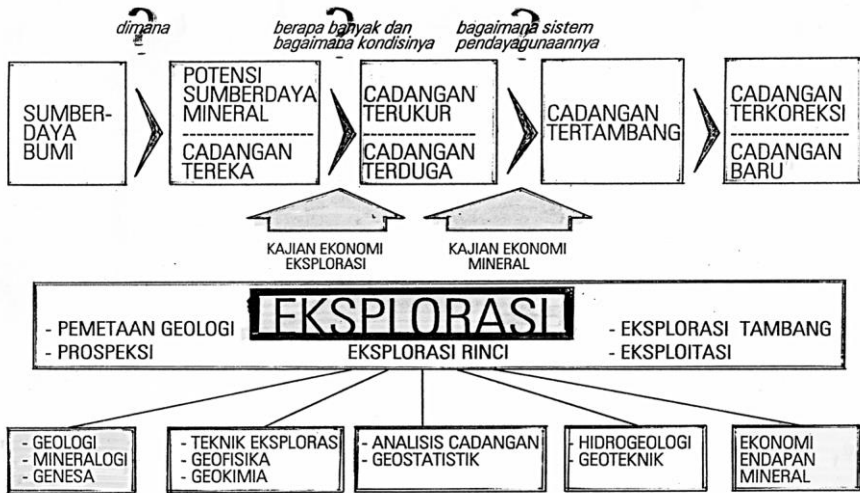 dimana
berapa banyak dan
bagaimana kondisinya
bagaimana sistem
pendayagunaannya
SUMBER-
DAYA
BUMI
POTENSI
SUMBERDAYA
MINERAL
CADANGAN
TEREKA
CADANGAN
TERUKUR
CADANGAN
TERDUGA
CADANGAN
TERTAMBANG
CADANGAN
TERKOREKSI
CADANGAN
BARU
KAJIAN EKONOMI
EKSPLORASI
KAJIAN EKONOMI
MINERAL
EKSPLORASI
- PEMETAAN GEOLOGI
- PROSPEKSI
EKSPLORASI RINCI
- EKSPLORASI TAMBANG
- EKSPLOITASI
- GEOLOGI
- MINERALOGI
- GENESA
- TEKNIK EKSPLORAS
- GEOFISIKA
- GEOKIMIA
- ANALISIS CADANGAN
- GEOSTATISTIK
- HIDROGEOLOGI
- GEOTEKNIK
EKONOMI
ENDAPAN
MINERAL